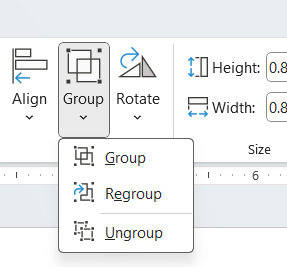 Align
Group
Rotate
Height:
0.8
Width:
0.8
Size
Group
Regroup
Ungroup
6